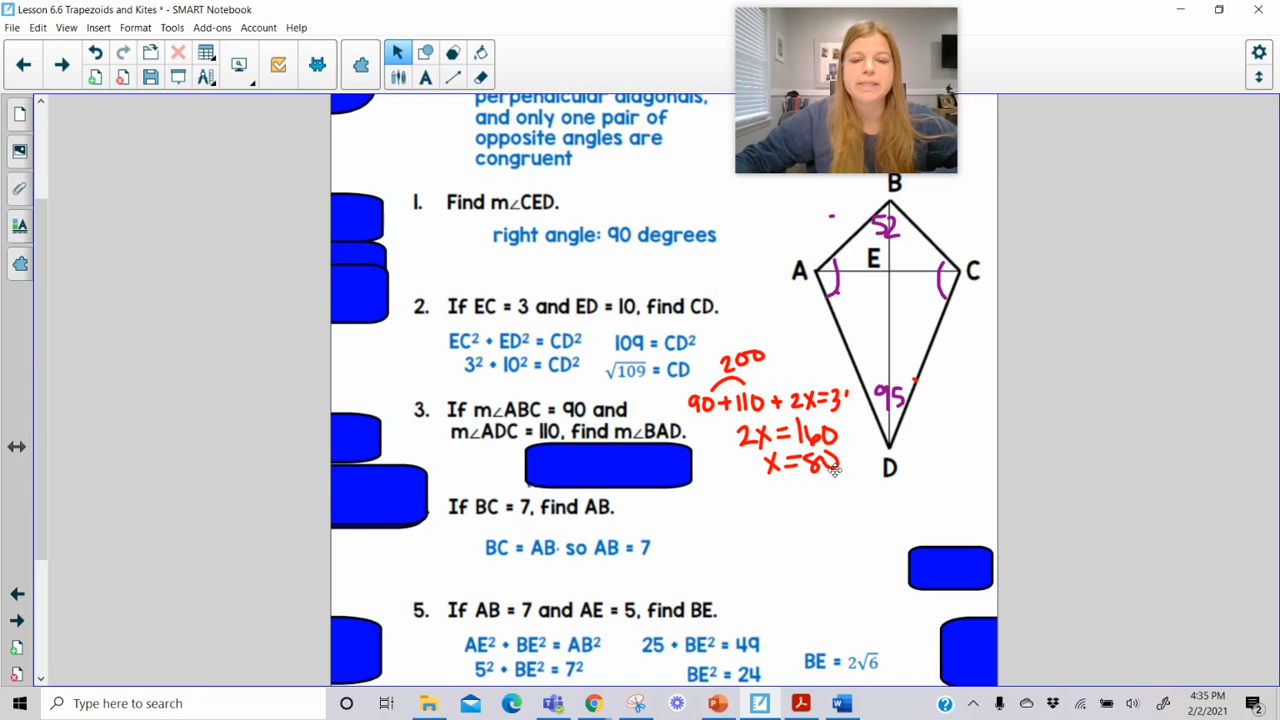 Lesson 6.6 Trapezoids and Kites * - SMART Notebook
File Edit View Insert Format Tools Add-ons Account Help
perpendicular diagonals,
and only one pair of
opposite angles are
congruent
1. Find m∠CED.
right angle: 90 degrees
2. If EC = 3 and ED = 10, find CD.
EC² + ED² = CD² 109 = CD²
3² + 10² = CD² √109 = CD
3. If m∠ABC = 90 and
m∠ADC = 110, find m∠BAD.
200
90+110 + 2x=3
2x=160
x=80
If BC = 7, find AB.
BC = AB so AB = 7
5. If AB = 7 and AE = 5, find BE.
AE² + BE² = AB² 25 + BE² = 49
5² + BE² = 7² BE² = 24
BE = 2√6
B
52
A E C
95
D
Type here to search
4:35 PM
2/2/2021
2